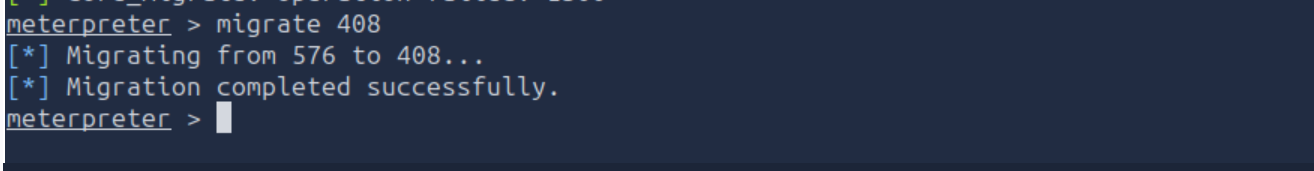 meterpreter > migrate 408
[*] Migrating from 576 to 408...
[*] Migration completed successfully.
meterpreter >